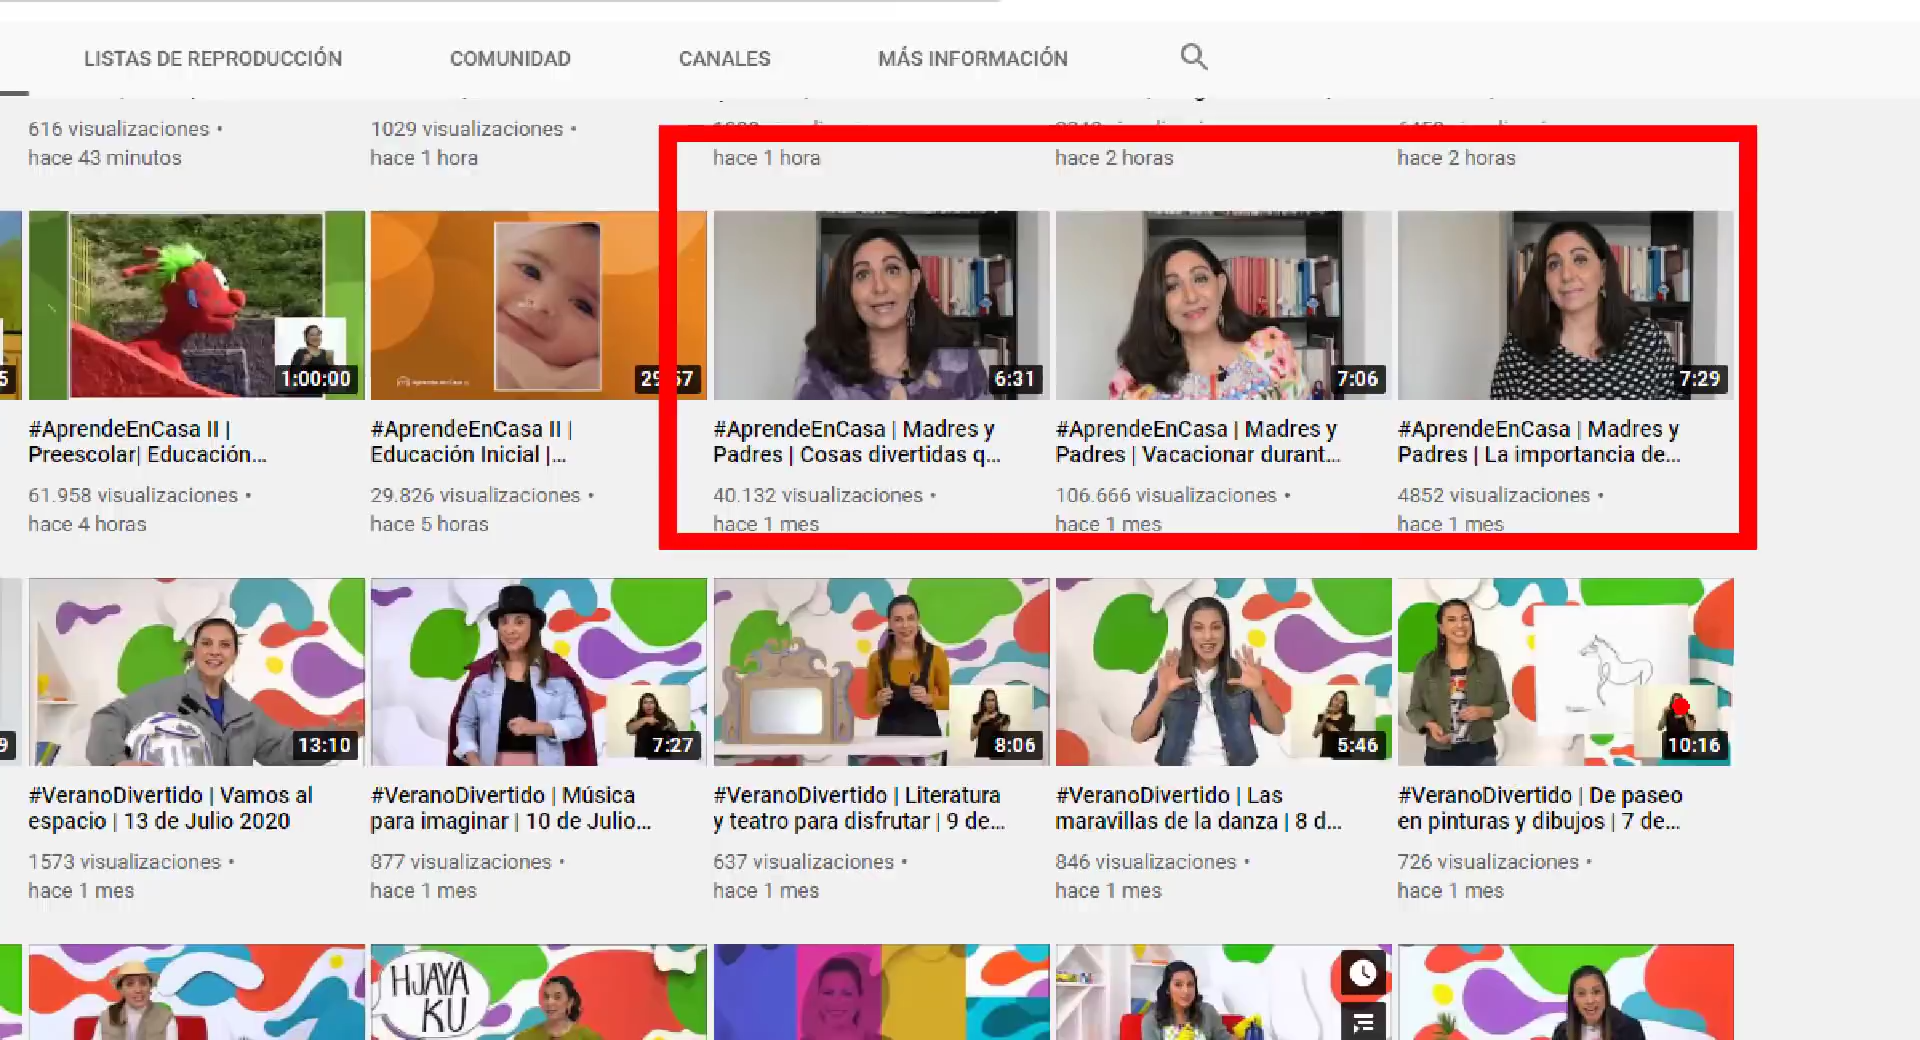 LISTAS DE REPRODUCCIÓN COMUNIDAD CANALES MÁS INFORMACIÓN
616 visualizaciones •
hace 43 minutos
1029 visualizaciones •
hace 1 hora
hace 1 hora
hace 2 horas
hace 2 horas
5
1:00:00
#AprendeEnCasa II |
Preescolar| Educación...
61.958 visualizaciones •
hace 4 horas
Aprende en Casa
#AprendeEnCasa II |
Educación Inicial |...
29.826 visualizaciones •
hace 5 horas
6:31
#AprendeEnCasa | Madres y
Padres | Cosas divertidas q...
40.132 visualizaciones •
hace 1 mes
7:06
#AprendeEnCasa | Madres y
Padres | Vacacionar durant...
106.666 visualizaciones •
hace 1 mes
7:29
#AprendeEnCasa | Madres y
Padres | La importancia de...
4852 visualizaciones •
hace 1 mes
9
13:10
#VeranoDivertido | Vamos al
espacio | 13 de Julio 2020
1573 visualizaciones •
hace 1 mes
7:27
#VeranoDivertido | Música
para imaginar | 10 de Julio...
877 visualizaciones •
hace 1 mes
8:06
#VeranoDivertido | Literatura
y teatro para disfrutar | 9 de...
637 visualizaciones •
hace 1 mes
5:46
#VeranoDivertido | Las
maravillas de la danza | 8 d...
846 visualizaciones •
hace 1 mes
10:16
#VeranoDivertido | De paseo
en pinturas y dibujos | 7 de...
726 visualizaciones •
hace 1 mes
HJAYA
KU